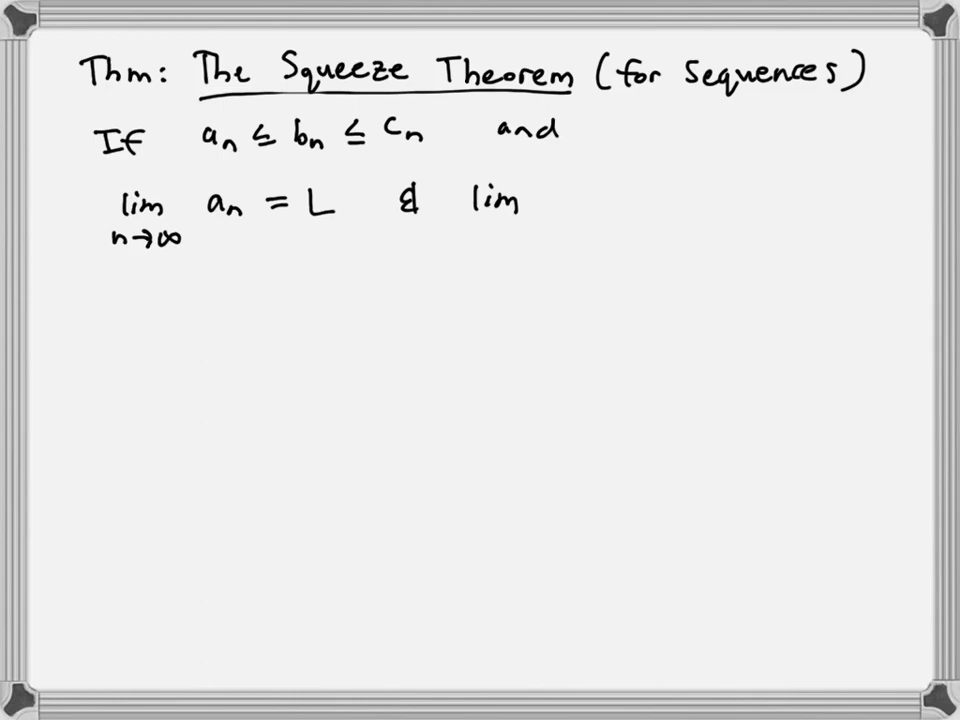 Thm: The Squeeze Theorem (for sequences)
If aₙ ≤ bₙ ≤ cₙ and
lim aₙ = L & lim
n→∞